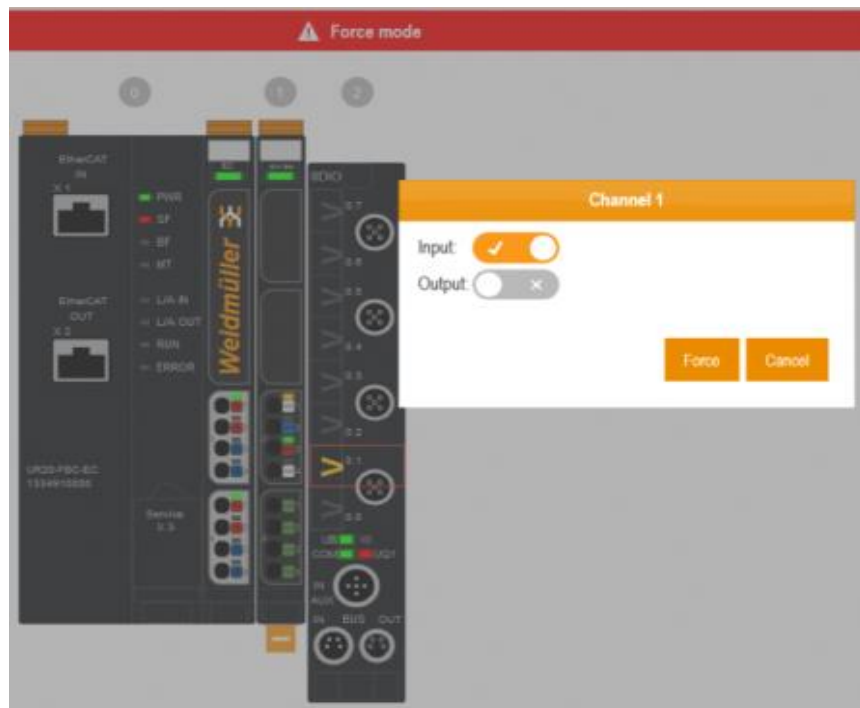 Force mode
0
1
2
EtherCAT
IN
X 1
PWR
SF
BF
MT
EtherCAT
OUT
X 2
L/A IN
L/A OUT
RUN
ERROR
Weidmüller
8DIO
0.7
0.6
0.5
0.4
0.3
0.2
0.1
0.0
Channel 1
Input:
Output:
Force
Cancel
UR20-FBC-EC
Service
UB
COM
UQ1
IN
AUX
IN BUS OUT